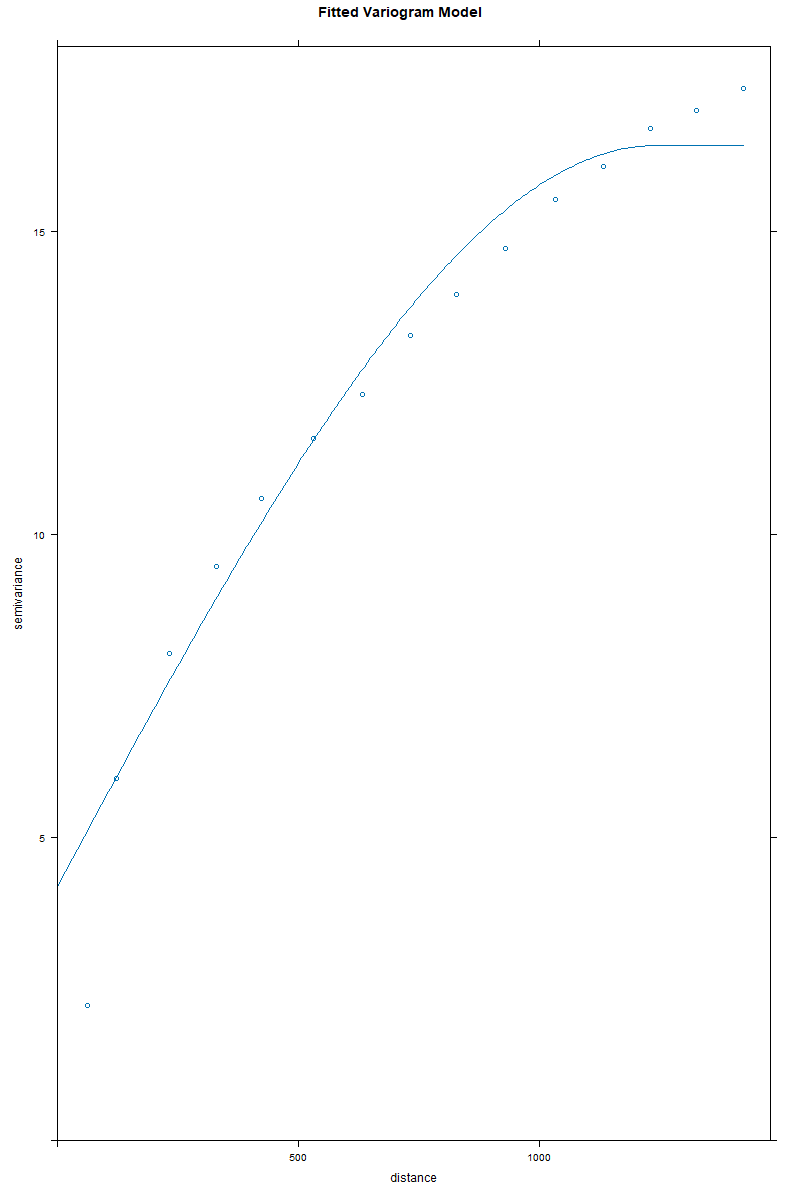 Fitted Variogram Model
15
10
5
semivariance
500 1000
distance